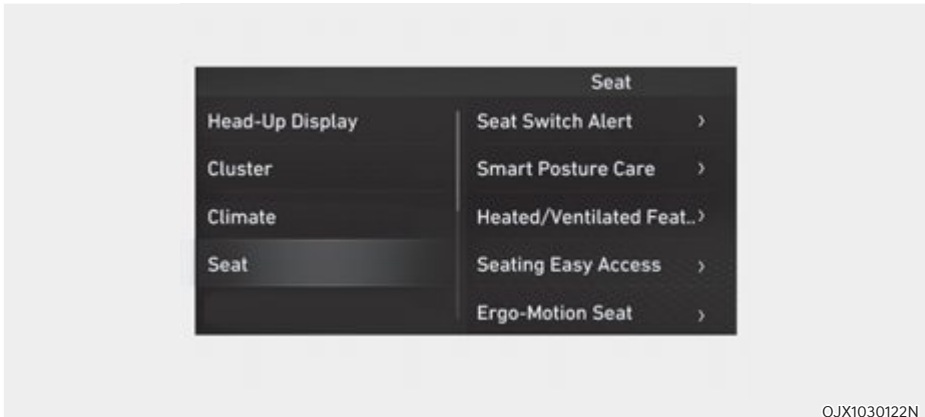 Seat
Head-Up Display
Cluster
Climate
Seat
Seat Switch Alert >
Smart Posture Care >
Heated/Ventilated Feat..>
Seating Easy Access >
Ergo-Motion Seat >
OJX1030122N